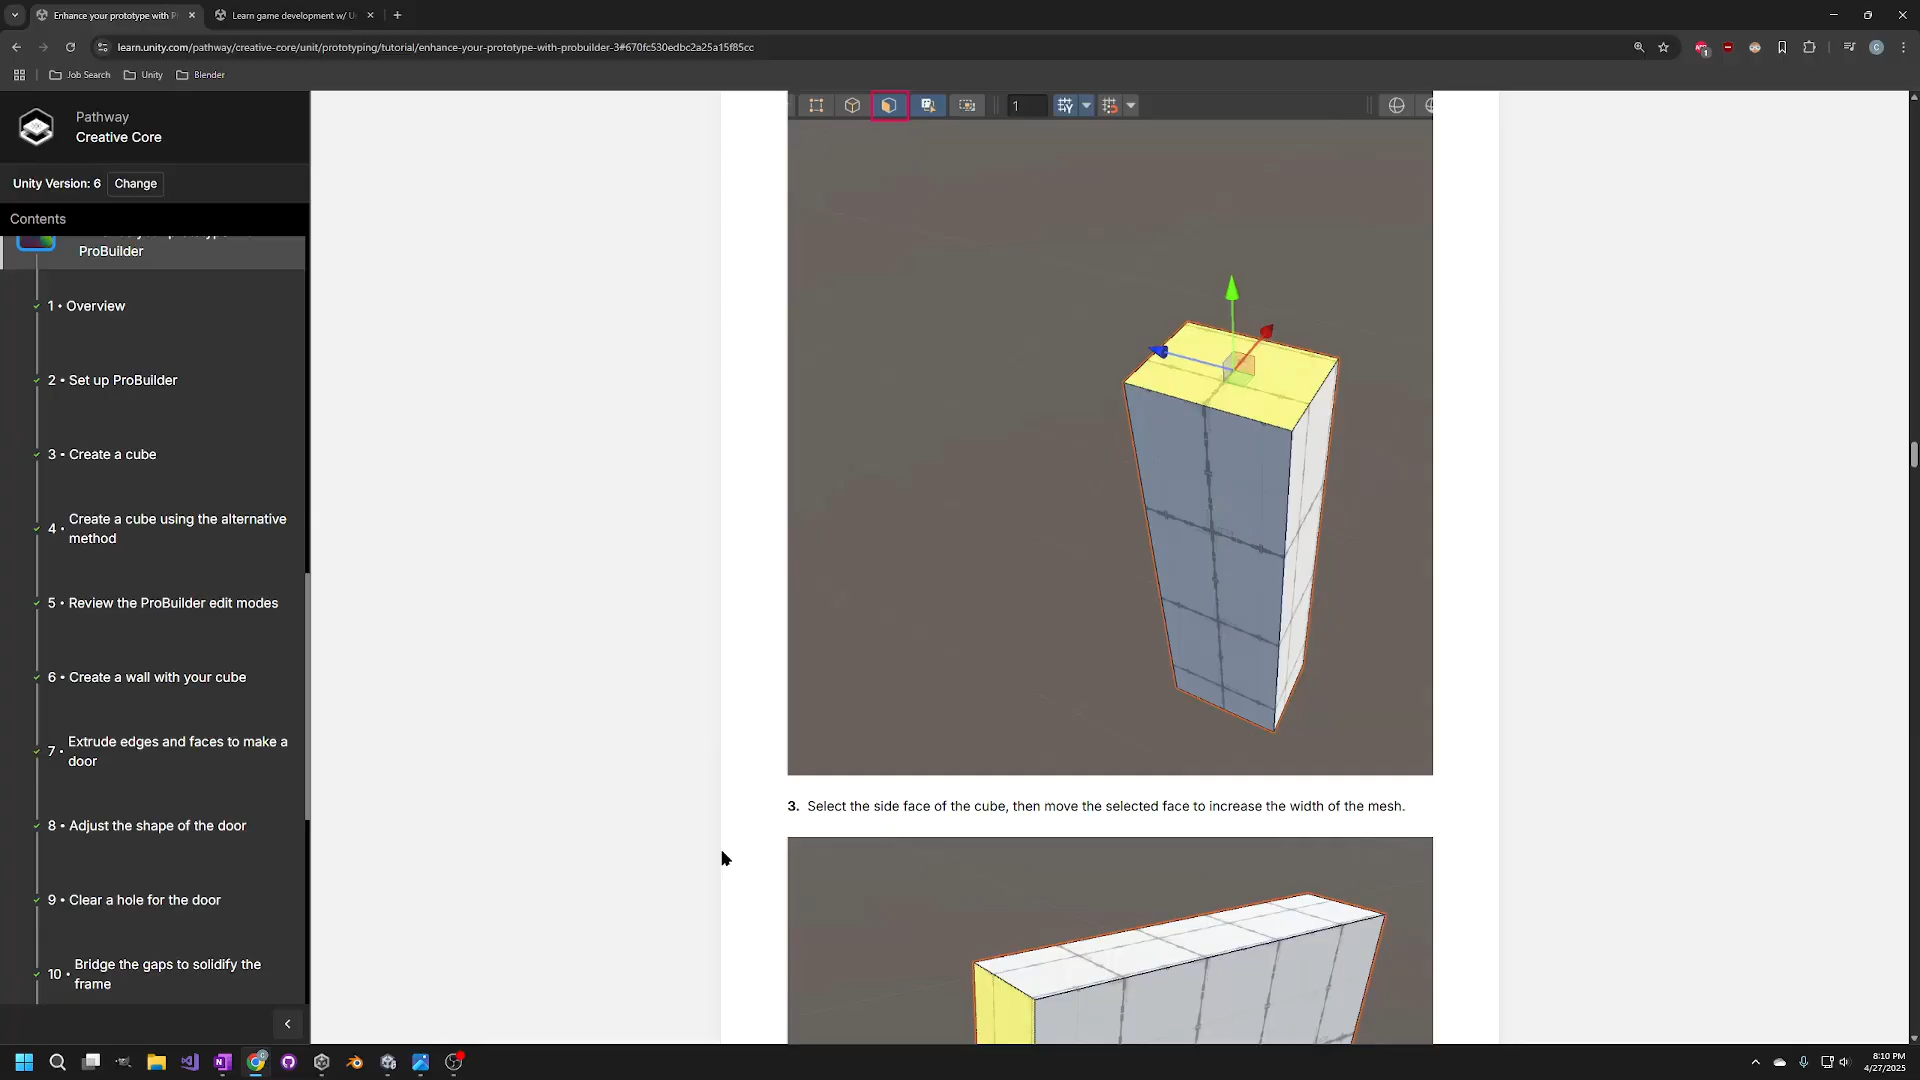 Enhance your prototype with P
Learn game development w/ U
learn.unity.com/pathway/creative-core/unit/prototyping/tutorial/enhance-your-prototype-with-probuilder-3#670fc530edbc2a25a15f85cc
Job Search
Unity
Blender
Pathway
Creative Core
Unity Version: 6
Change
Contents
ProBuilder
1 • Overview
2 • Set up ProBuilder
3 • Create a cube
4 • Create a cube using the alternative
method
5 • Review the ProBuilder edit modes
6 • Create a wall with your cube
7 • Extrude edges and faces to make a
door
8 • Adjust the shape of the door
9 • Clear a hole for the door
10 • Bridge the gaps to solidify the
frame
1
3. Select the side face of the cube, then move the selected face to increase the width of the mesh.
8:10 PM
4/27/2025